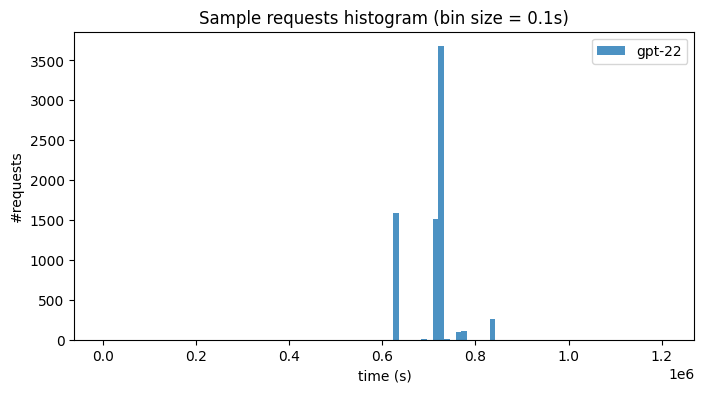 Sample requests histogram (bin size = 0.1s)
gpt-22
#requests
3500
3000
2500
2000
1500
1000
500
0
0.0 0.2 0.4 0.6 0.8 1.0 1.2
1e6
time (s)